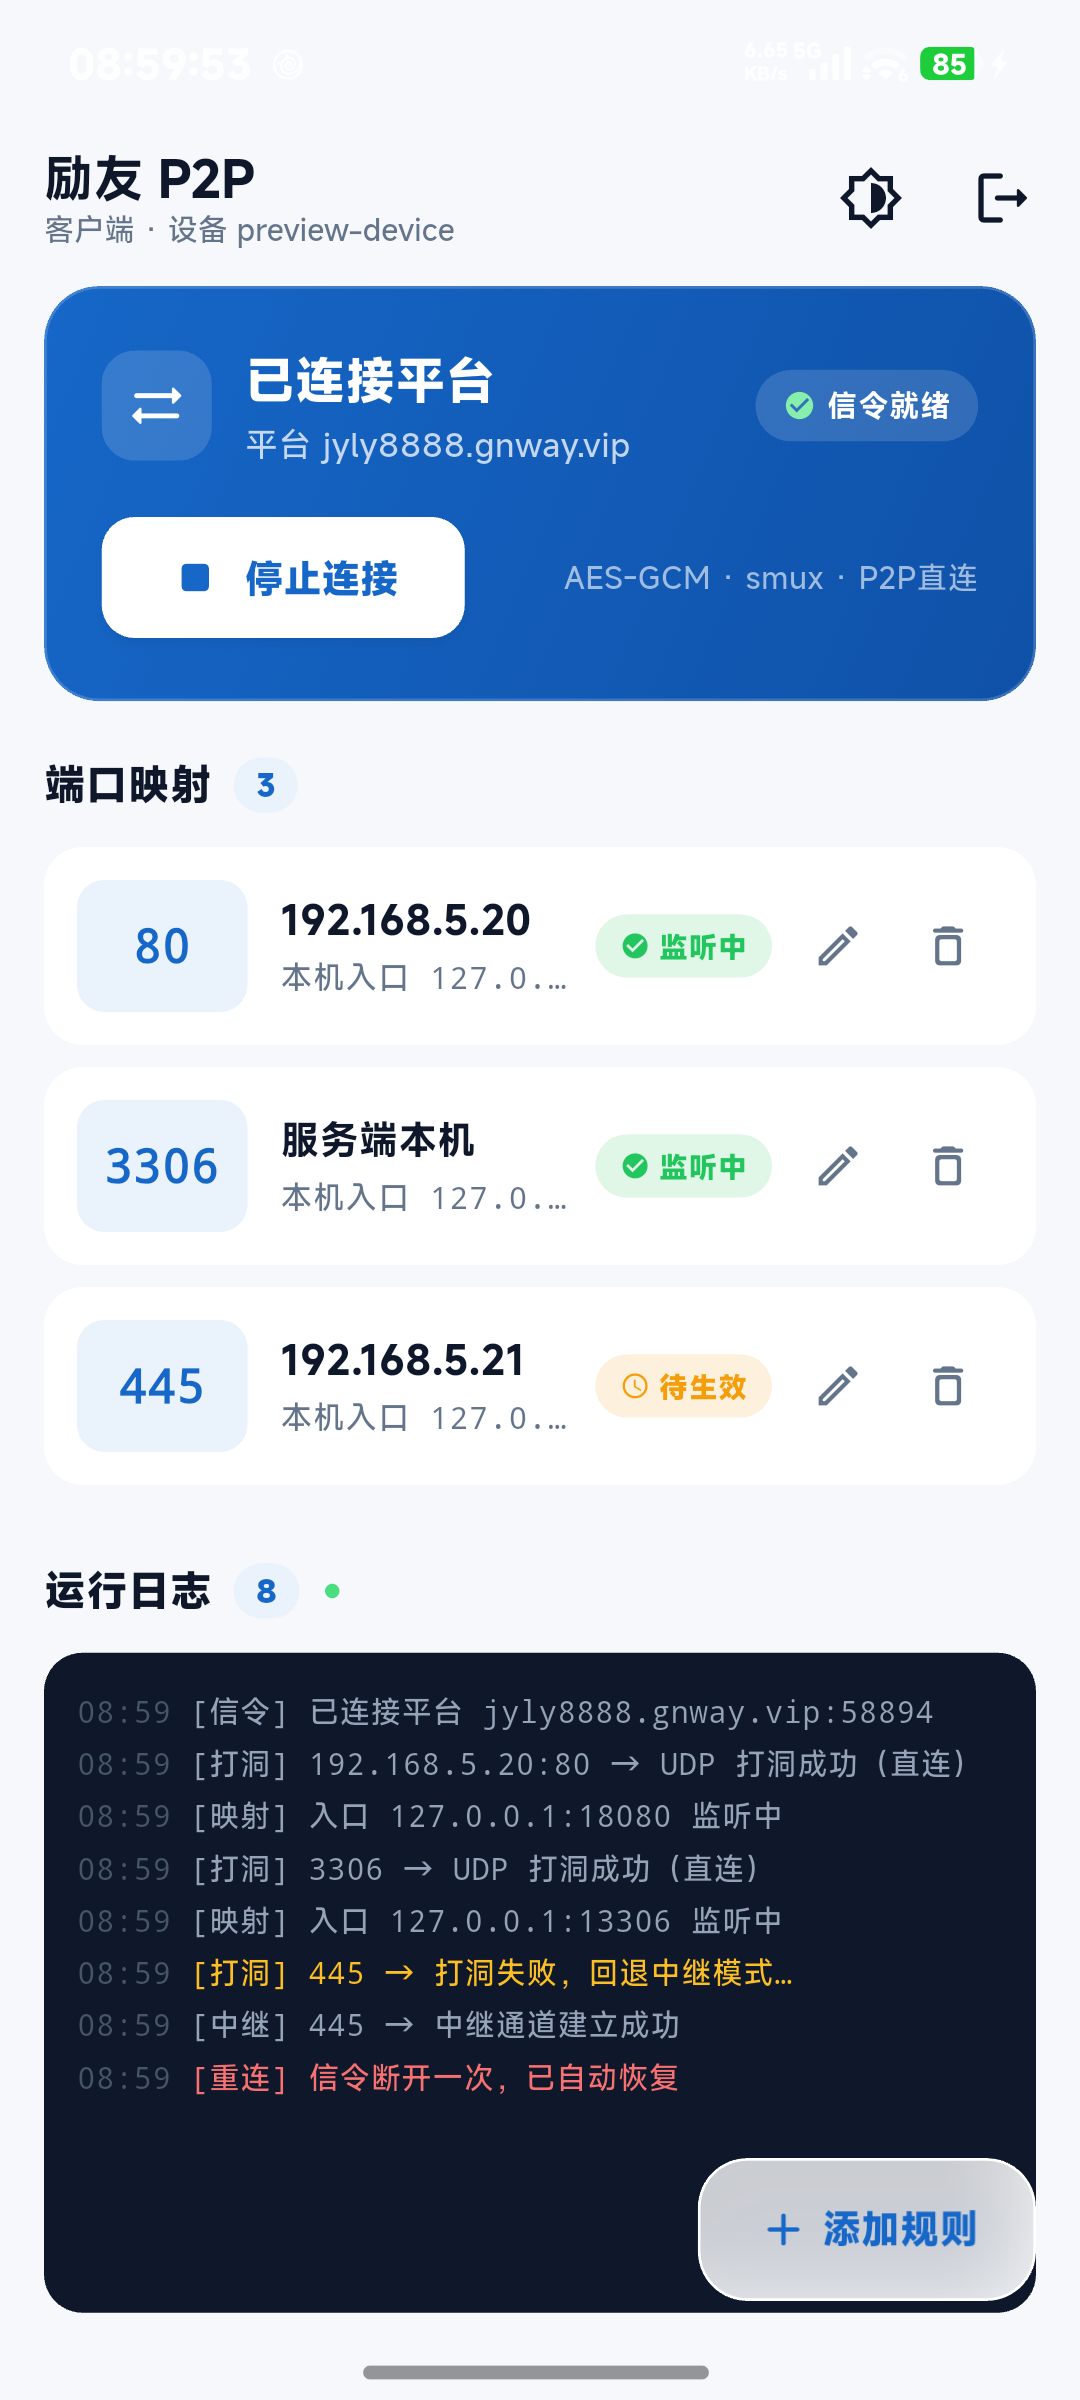 08:59:53
6.65 5G
KB/s
6
85
励友 P2P
客户端 · 设备 preview-device
已连接平台
平台 jyly8888.gnway.vip
信令就绪
停止连接
AES-GCM · smux · P2P直连
端口映射 3
80
192.168.5.20
本机入口 127.0.…
监听中
3306
服务端本机
本机入口 127.0.…
监听中
445
192.168.5.21
本机入口 127.0.…
待生效
运行日志 8
08:59 [信令] 已连接平台 jyly8888.gnway.vip:58894
08:59 [打洞] 192.168.5.20:80 → UDP 打洞成功 (直连)
08:59 [映射] 入口 127.0.0.1:18080 监听中
08:59 [打洞] 3306 → UDP 打洞成功 (直连)
08:59 [映射] 入口 127.0.0.1:13306 监听中
08:59 [打洞] 445 → 打洞失败, 回退中继模式…
08:59 [中继] 445 → 中继通道建立成功
08:59 [重连] 信令断开一次, 已自动恢复
+ 添加规则